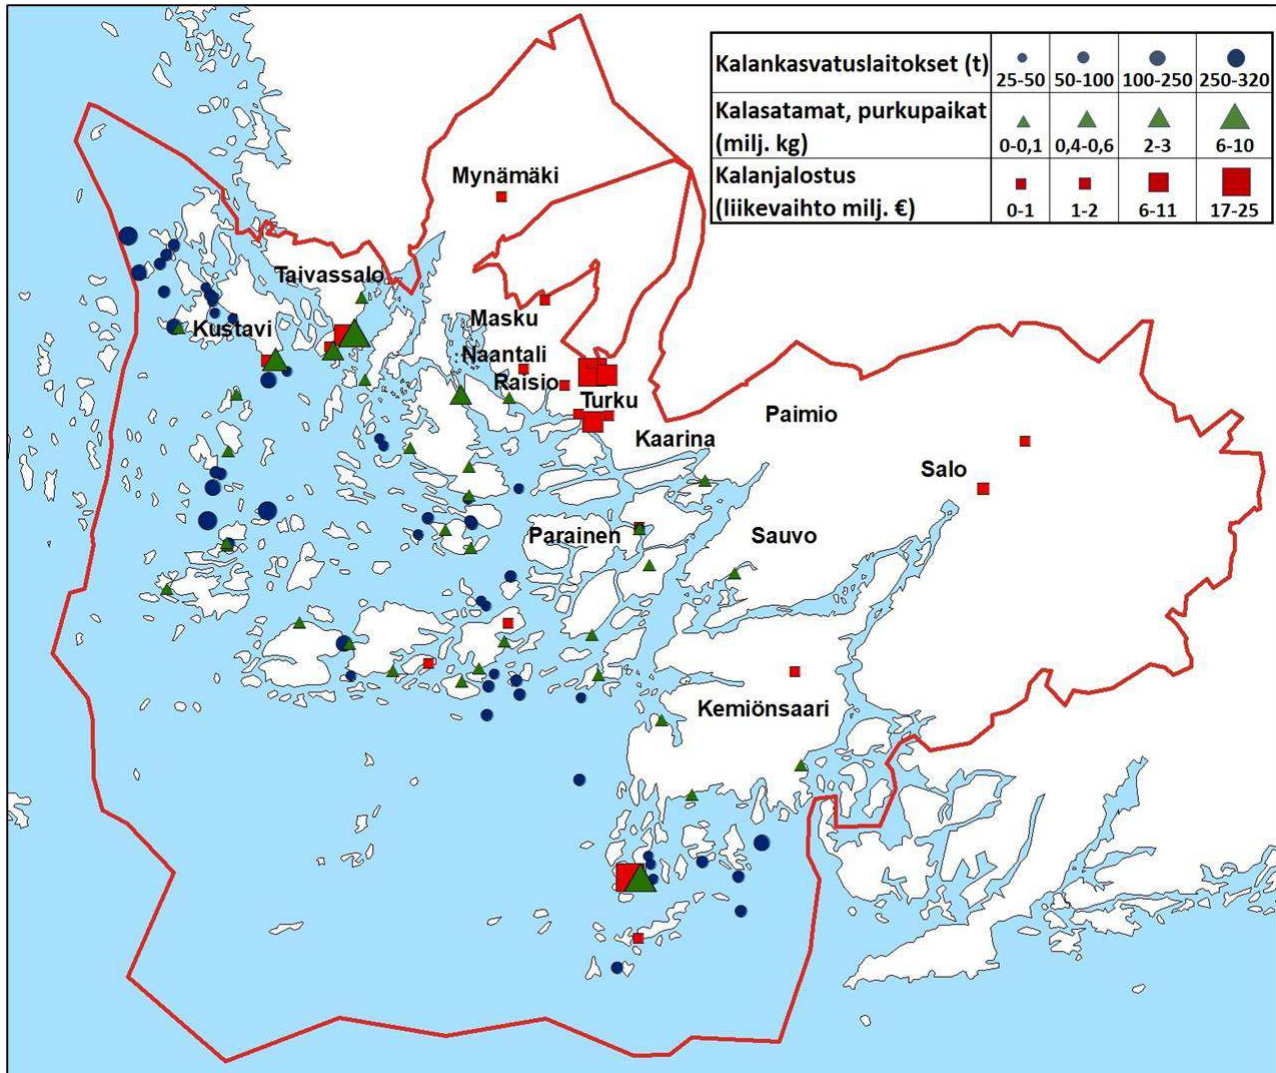 Kalankasvatuslaitokset (t)
25-50 50-100 100-250 250-320
Kalasatamat, purkupaikat
(milj. kg)
0-0,1 0,4-0,6 2-3 6-10
Kalanjalostus
(liikevaihto milj. €)
0-1 1-2 6-11 17-25
Mynämäki
Taivassalo
Kustavi
Masku
Naantali
Raisio
Turku
Paimio
Kaarina
Salo
Parainen
Sauvo
Kemiönsaari